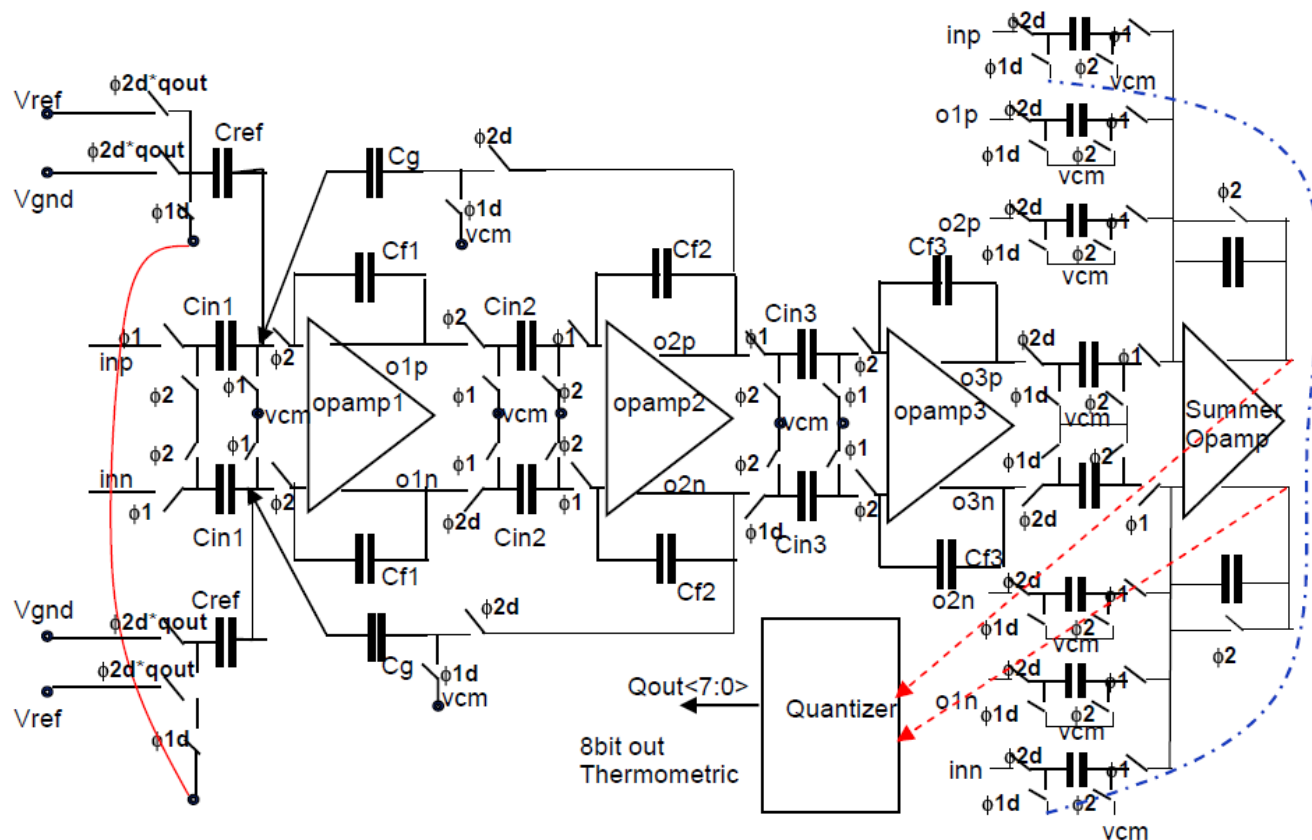 inp
ϕ2d
ϕ1
ϕ1d
ϕ2
vcm
ϕ2d*qout
Vref
Cref
ϕ2d*qout
Vgnd
ϕ1d
Cg
ϕ2d
ϕ1d
vcm
o1p
ϕ2d
ϕ1
ϕ1d
ϕ2
vcm
o2p
ϕ2d
ϕ1
ϕ1d
ϕ2
vcm
ϕ2
Cf1
Cf2
Cf3
Cin1
Cin2
Cin3
ϕ1
inp
ϕ2
o1p
ϕ2
ϕ1
o2p
ϕ1
ϕ2
o3p
ϕ2d
ϕ1
ϕ2
ϕ1
vcm
opamp1
ϕ1
vcm
ϕ2
opamp2
ϕ2
vcm
ϕ1
opamp3
ϕ1d
vcm
ϕ2
Summer
Opamp
ϕ2
ϕ1
ϕ1
ϕ2
ϕ2
ϕ1
ϕ1d
ϕ2
inn
ϕ1
Cin1
ϕ2
o1n
ϕ2d
Cin2
ϕ1
o2n
ϕ1d
Cin3
ϕ2
o3n
ϕ2d
ϕ1
Cf1
Cf2
Cf3
Vgnd
ϕ2d*qout
Cref
ϕ2d*qout
Vref
ϕ1d
Cg
ϕ2d
ϕ1d
vcm
o2n
ϕ2d
ϕ1
ϕ1d
ϕ2
vcm
ϕ2
Qout<7:0>
Quantizer
8bit out
Thermometric
o1n
ϕ2d
ϕ1
ϕ1d
ϕ2
vcm
inn
ϕ2d
ϕ1
ϕ1d
ϕ2
vcm